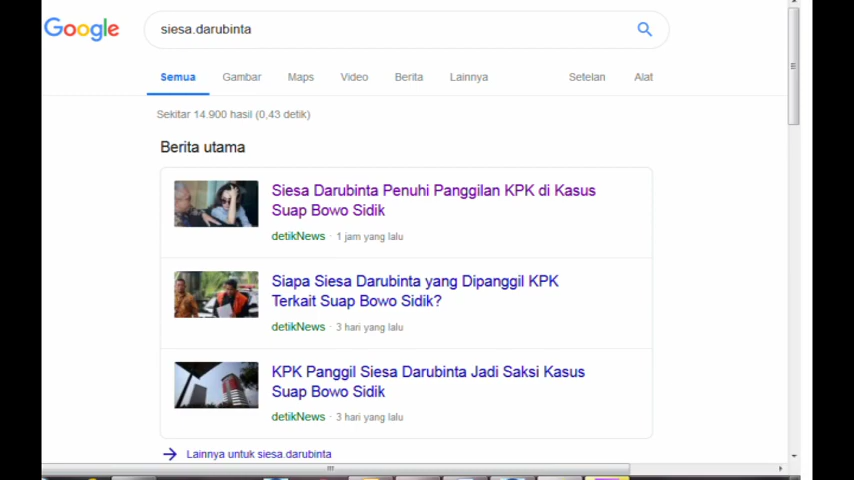 Google
siesa.darubinta
Semua Gambar Maps Video Berita Lainnya Setelan Alat
Sekitar 14.900 hasil (0,43 detik)
Berita utama
Siesa Darubinta Penuhi Panggilan KPK di Kasus
Suap Bowo Sidik
detikNews · 1 jam yang lalu
Siapa Siesa Darubinta yang Dipanggil KPK
Terkait Suap Bowo Sidik?
detikNews · 3 hari yang lalu
KPK Panggil Siesa Darubinta Jadi Saksi Kasus
Suap Bowo Sidik
detikNews · 3 hari yang lalu
Lainnya untuk siesa.darubinta